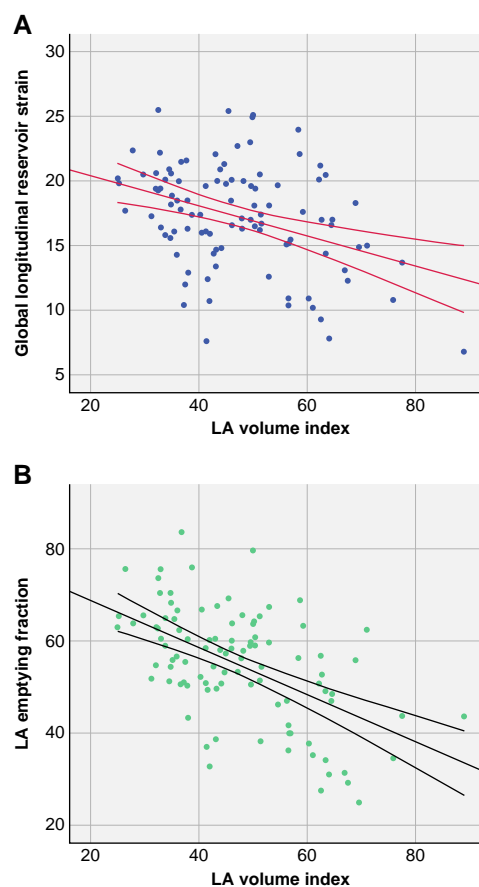 A
Global longitudinal reservoir strain
30
25
20
15
10
5
20 40 60 80
LA volume index
B
LA emptying fraction
80
60
40
20
20 40 60 80
LA volume index